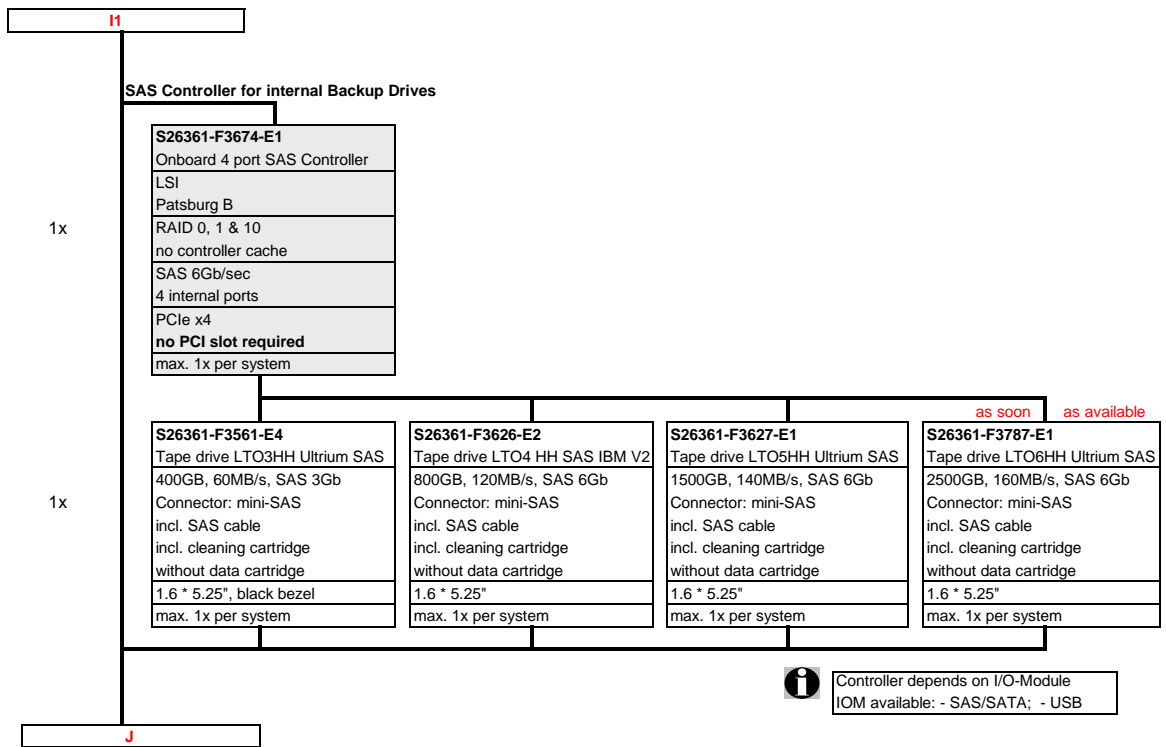 I1
SAS Controller for internal Backup Drives
S26361-F3674-E1
Onboard 4 port SAS Controller
LSI
Patsburg B
1x
RAID 0, 1 & 10
no controller cache
SAS 6Gb/sec
4 internal ports
PCIe x4
no PCI slot required
max. 1x per system
as soon as available
1x
S26361-F3561-E4
Tape drive LTO3HH Ultrium SAS
400GB, 60MB/s, SAS 3Gb
Connector: mini-SAS
incl. SAS cable
incl. cleaning cartridge
without data cartridge
1.6 * 5.25", black bezel
max. 1x per system
S26361-F3626-E2
Tape drive LTO4 HH SAS IBM V2
800GB, 120MB/s, SAS 6Gb
Connector: mini-SAS
incl. SAS cable
incl. cleaning cartridge
without data cartridge
1.6 * 5.25"
max. 1x per system
S26361-F3627-E1
Tape drive LTO5HH Ultrium SAS
1500GB, 140MB/s, SAS 6Gb
Connector: mini-SAS
incl. SAS cable
incl. cleaning cartridge
without data cartridge
1.6 * 5.25"
max. 1x per system
S26361-F3787-E1
Tape drive LTO6HH Ultrium SAS
2500GB, 160MB/s, SAS 6Gb
Connector: mini-SAS
incl. SAS cable
incl. cleaning cartridge
without data cartridge
1.6 * 5.25"
max. 1x per system
Controller depends on I/O-Module
IOM available: - SAS/SATA; - USB
J